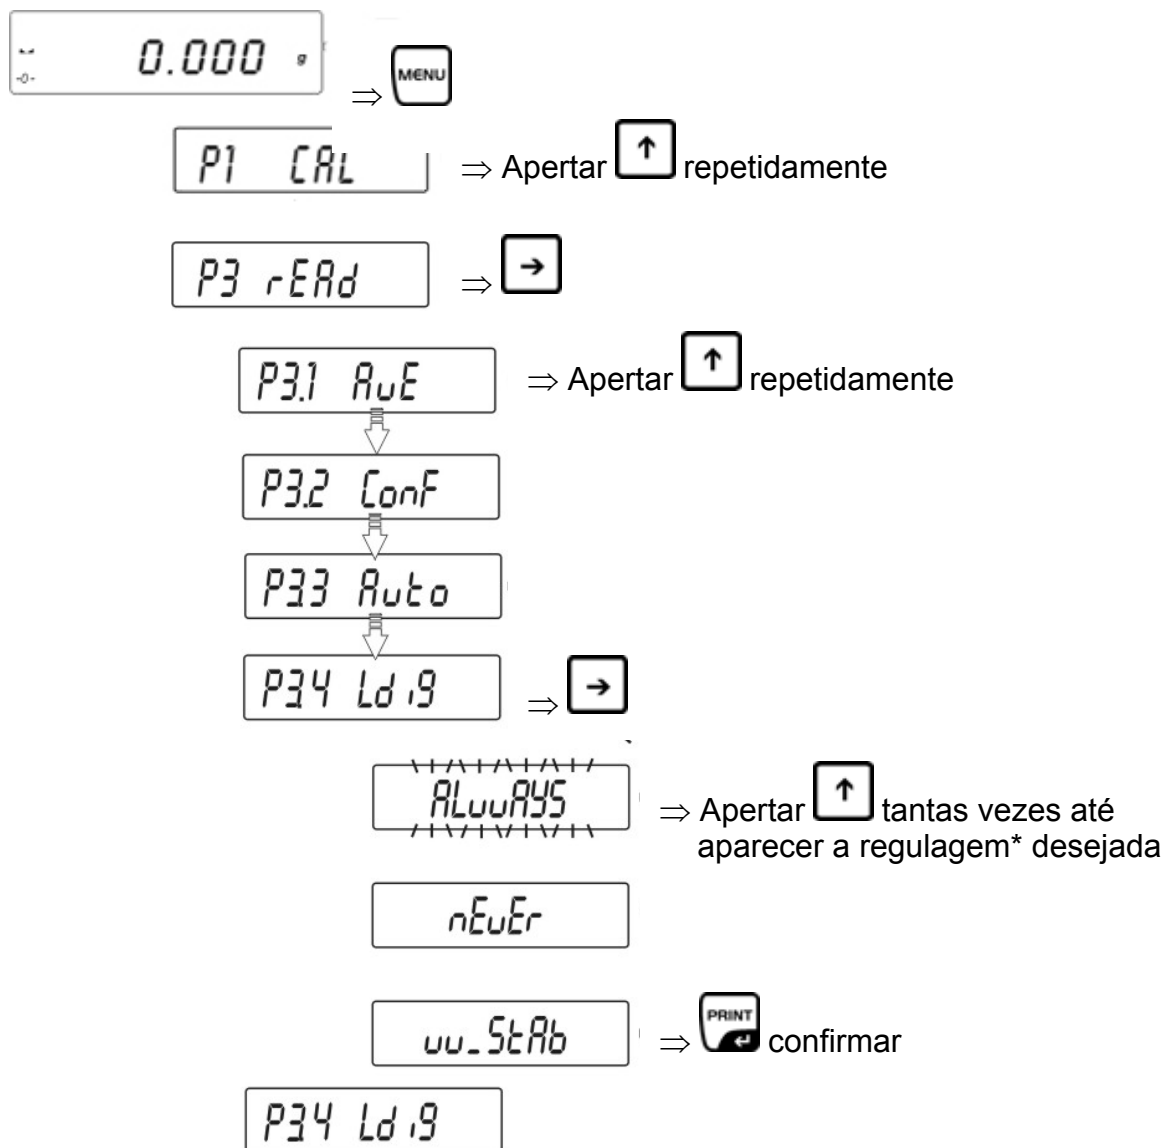 0.000 g
-0-
⇒ MENU
P1 CAL ⇒ Apertar ↑ repetidamente
P3 rEAd ⇒ →
P3.1 AvE ⇒ Apertar ↑ repetidamente
P3.2 ConF
P3.3 Auto
P3.4 Ldig ⇒ →
ALwAYS ⇒ Apertar ↑ tantas vezes até
aparecer a regulagem* desejada
nEvEr
w_StAb ⇒ PRINT confirmar
P3.4 Ldig